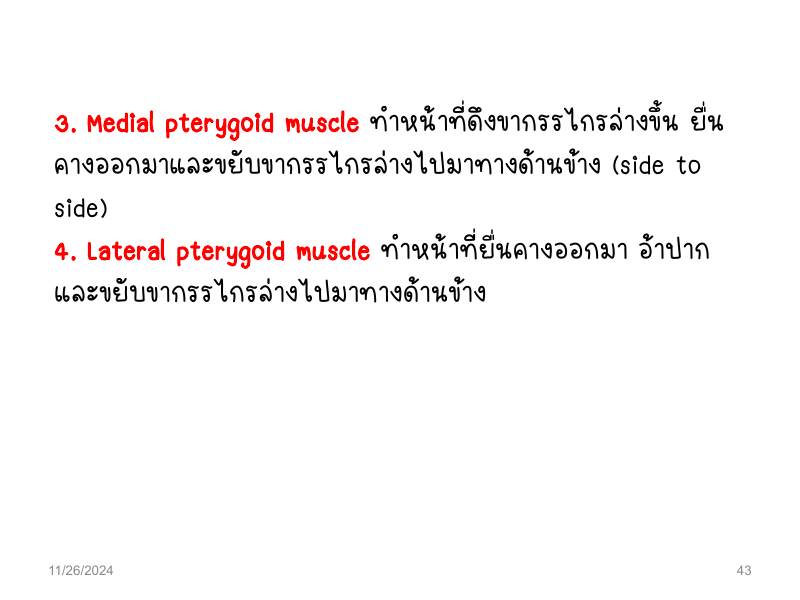 3. Medial pterygoid muscle ทำหน้าที่ดึงขากรรไกรล่างขึ้น ยื่น
คางออกมาและขยับขากรรไกรล่างไปมาทางด้านข้าง (side to
side)
4. Lateral pterygoid muscle ทำหน้าที่ยื่นคางออกมา อ้าปาก
และขยับขากรรไกรล่างไปมาทางด้านข้าง
11/26/2024
43